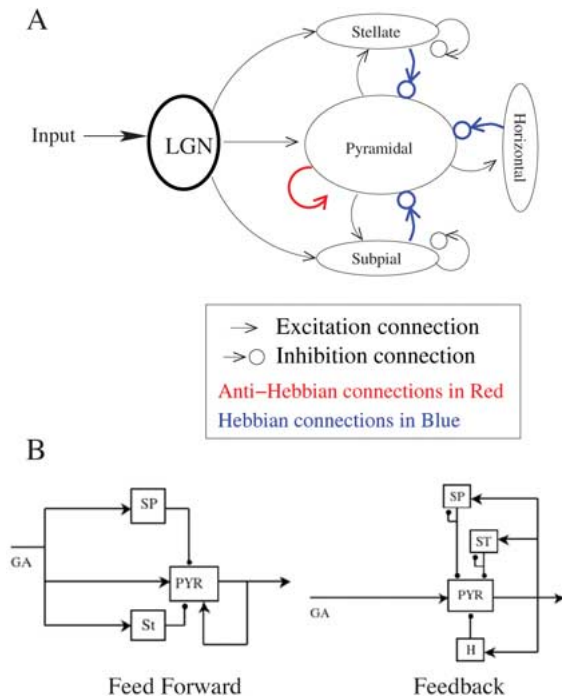 A
Stellate
Input
LGN
Pyramidal
Horizontal
Subpial
Excitation connection
Inhibition connection
Anti-Hebbian connections in Red
Hebbian connections in Blue
B
SP
GA
PYR
St
Feed Forward
SP
ST
GA
PYR
H
Feedback